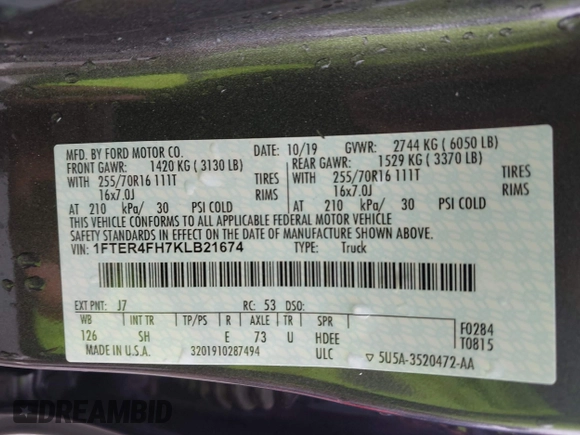 MFD. BY FORD MOTOR CO. DATE: 10/19 GVWR: 2744 KG ( 6050 LB)
FRONT GAWR: 1420 KG ( 3130 LB) REAR GAWR: 1529 KG ( 3370 LB)
WITH 255/70R16 111T TIRES WITH 255/70R16 111T TIRES
16x7.0J RIMS 16x7.0J RIMS
AT 210 kPa/ 30 PSI COLD AT 210 kPa/ 30 PSI COLD
THIS VEHICLE CONFORMS TO ALL APPLICABLE FEDERAL MOTOR VEHICLE
SAFETY STANDARDS IN EFFECT ON THE DATE OF MANUFACTURE SHOWN ABOVE.
VIN: 1FTER4FH7KLB21674 TYPE: Truck
EXT PNT: J7 RC: 53 DSO:
WB INT TR TP/PS R AXLE TR SPR F0284
126 SH E 73 U HDEE T0815
MADE IN U.S.A. 3201910287494 ULC ▽ 5U5A-3520472-AA
DREAMBID